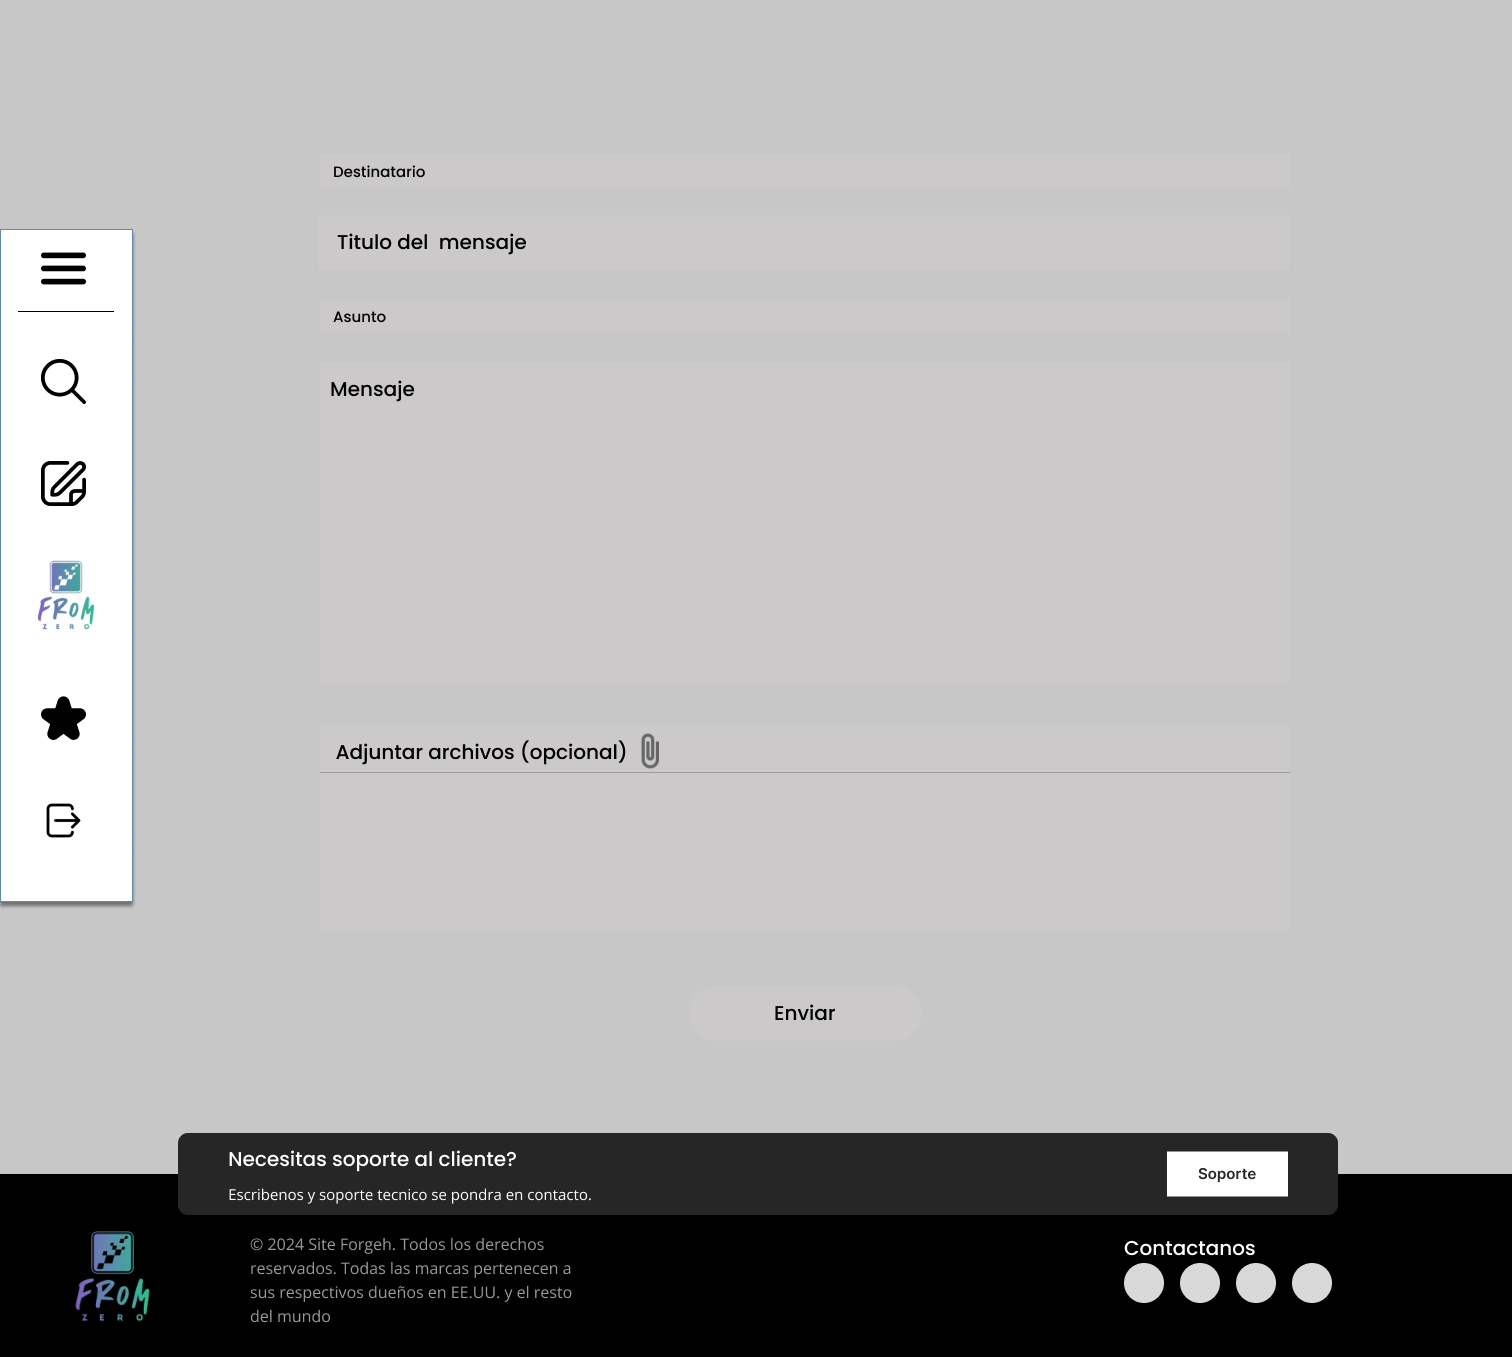 Destinatario
Titulo del  mensaje
Asunto
Mensaje
FROM
ZERO
Adjuntar archivos (opcional)
Enviar
Necesitas soporte al cliente?
Escribenos y soporte tecnico se pondra en contacto.
Soporte
FROM
ZERO
© 2024 Site Forgeh. Todos los derechos
reservados. Todas las marcas pertenecen a
sus respectivos dueños en EE.UU. y el resto
del mundo
Contactanos